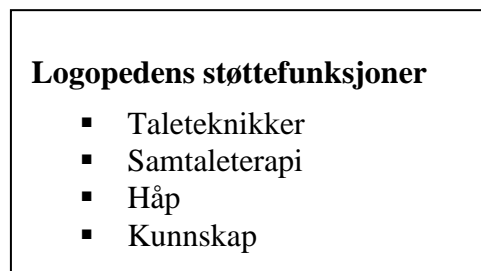 Logopedens støttefunksjoner
▪ Taleteknikker
▪ Samtaleterapi
▪ Håp
▪ Kunnskap